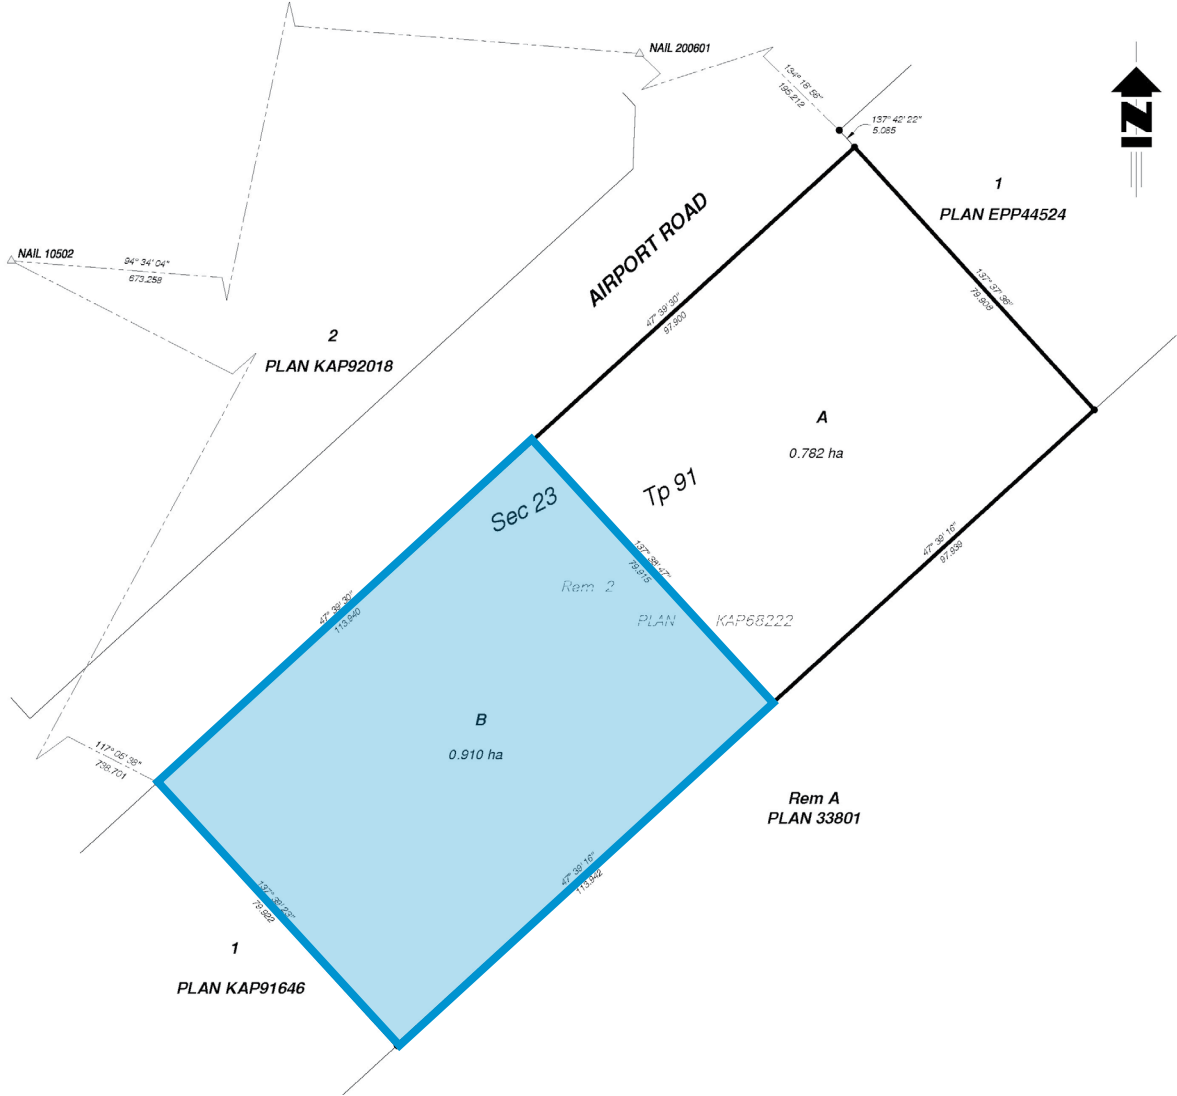 NAIL 200601
134° 18' 56"
195.212
137° 42' 22"
5.085
1
PLAN EPP44524
N
AIRPORT ROAD
NAIL 10502
94° 34' 04"
673.258
137° 37' 36"
79.908
47° 39' 30"
97.900
2
PLAN KAP92018
A
0.782 ha
Tp 91
Sec 23
47° 39' 16"
97.939
137° 38' 47"
79.915
Rem 2
PLAN KAP68222
47° 39' 30"
113.940
B
0.910 ha
117° 05' 38"
738.701
Rem A
PLAN 33801
47° 39' 16"
113.942
137° 39' 23"
79.922
1
PLAN KAP91646